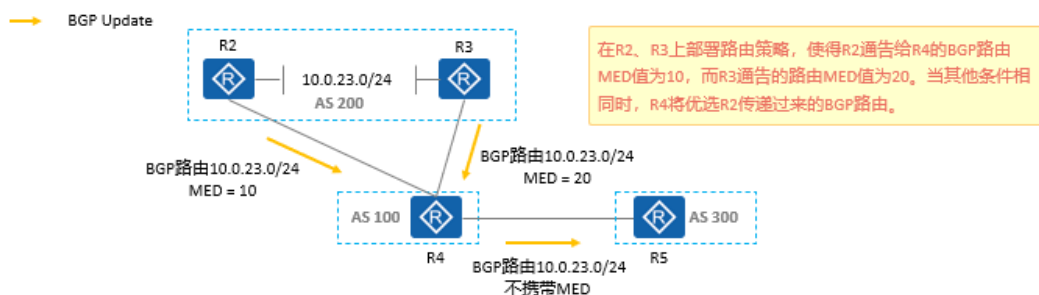 BGP Update
R2
R3
R
10.0.23.0/24
R
AS 200
在R2、R3上部署路由策略，使得R2通告给R4的BGP路由
MED值为10，而R3通告的路由MED值为20。当其他条件相
同时，R4将优选R2传递过来的BGP路由。
BGP路由10.0.23.0/24
MED = 10
BGP路由10.0.23.0/24
MED = 20
AS 100
R
R
AS 300
R4
R5
BGP路由10.0.23.0/24
不携带MED